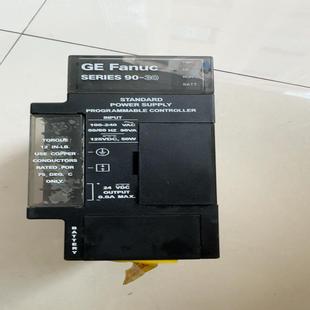 GE Fanuc
SERIES 90-30
BATT
STANDARD
POWER SUPPLY
PROGRAMMABLE CONTROLLER
INPUT
100-240 VAC
50/60 HZ 90VA
125VDC, 50W
24 VDC
OUTPUT
0.8A MAX.
TORQUE
12 IN-LB.
USE COPPER
CONDUCTORS
RATED FOR
75 DEG. C
ONLY.
BATTERY